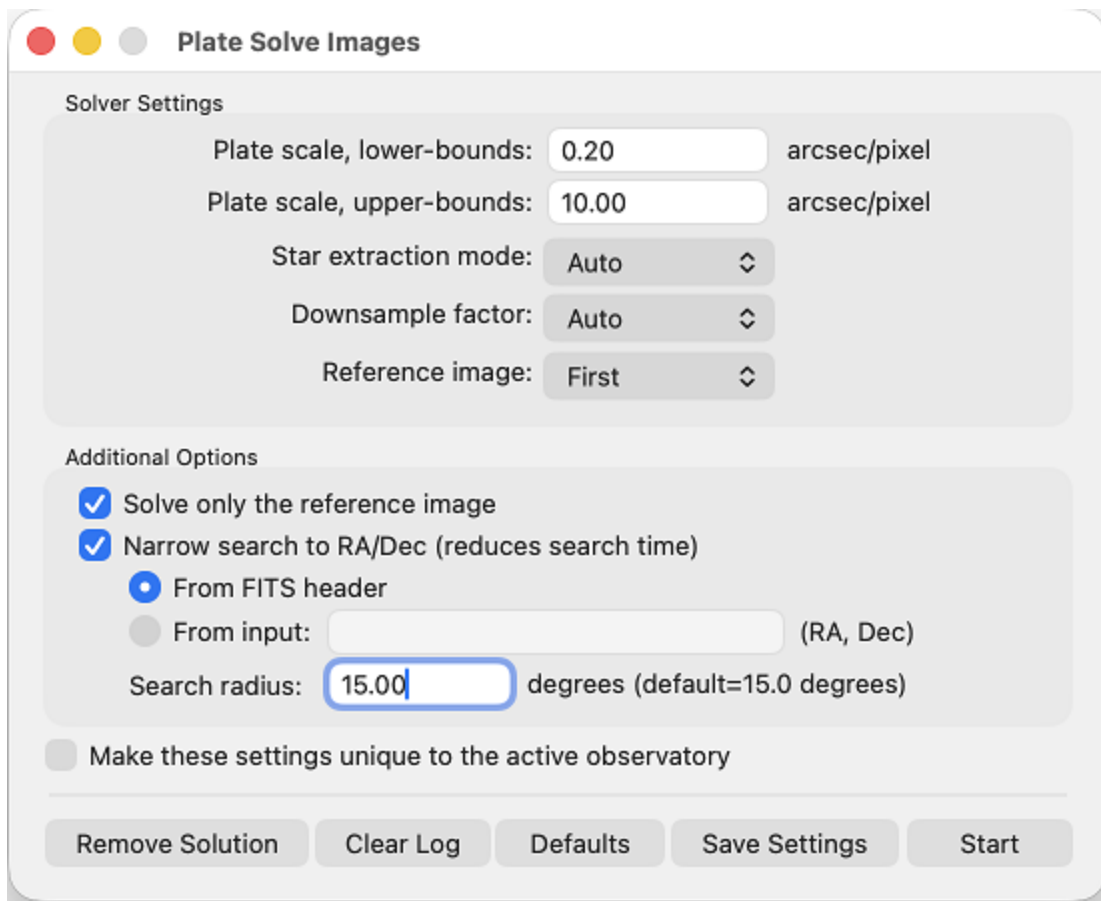 Plate Solve Images
Solver Settings
Plate scale, lower-bounds: 0.20 arcsec/pixel
Plate scale, upper-bounds: 10.00 arcsec/pixel
Star extraction mode: Auto
Downsample factor: Auto
Reference image: First
Additional Options
Solve only the reference image
Narrow search to RA/Dec (reduces search time)
From FITS header
From input: (RA, Dec)
Search radius: 15.00 degrees (default=15.0 degrees)
Make these settings unique to the active observatory
Remove Solution Clear Log Defaults Save Settings Start